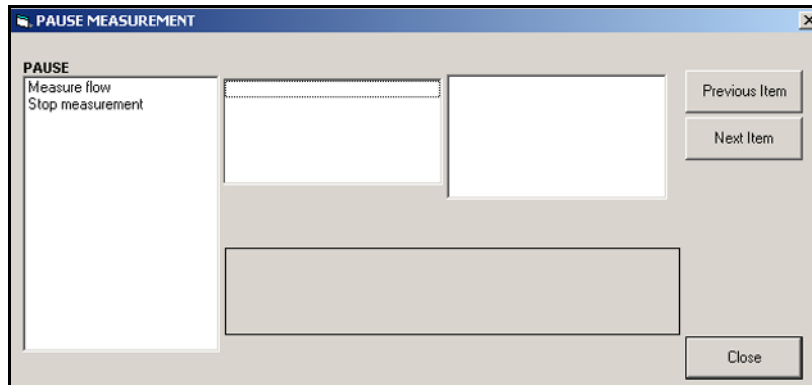 PAUSE MEASUREMENT
PAUSE
Measure flow
Stop measurement
Previous Item
Next Item
Close